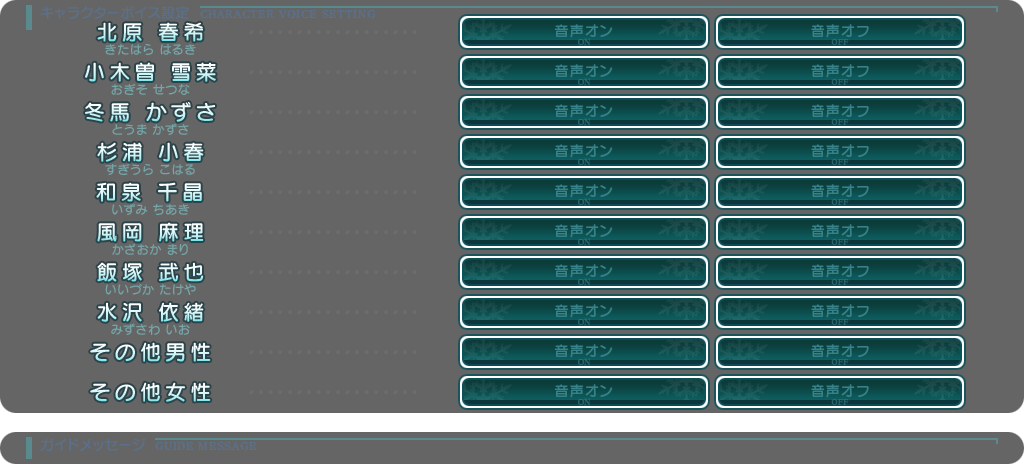 キャラクターボイス設定 CHARACTER VOICE SETTING
北原 春希 音声オン 音声オフ
きたはら はるき ON OFF
小木曽 雪菜 音声オン 音声オフ
おぎそ せつな ON OFF
冬馬 かずさ 音声オン 音声オフ
とうま かずさ ON OFF
杉浦 小春 音声オン 音声オフ
すぎうら こはる ON OFF
和泉 千晶 音声オン 音声オフ
いずみ ちあき ON OFF
風岡 麻理 音声オン 音声オフ
かざおか まり ON OFF
飯塚 武也 音声オン 音声オフ
いいづか たけや ON OFF
水沢 依緒 音声オン 音声オフ
みずさわ いお ON OFF
その他男性 音声オン 音声オフ
ON OFF
その他女性 音声オン 音声オフ
ON OFF
ガイドメッセージ GUIDE MESSAGE